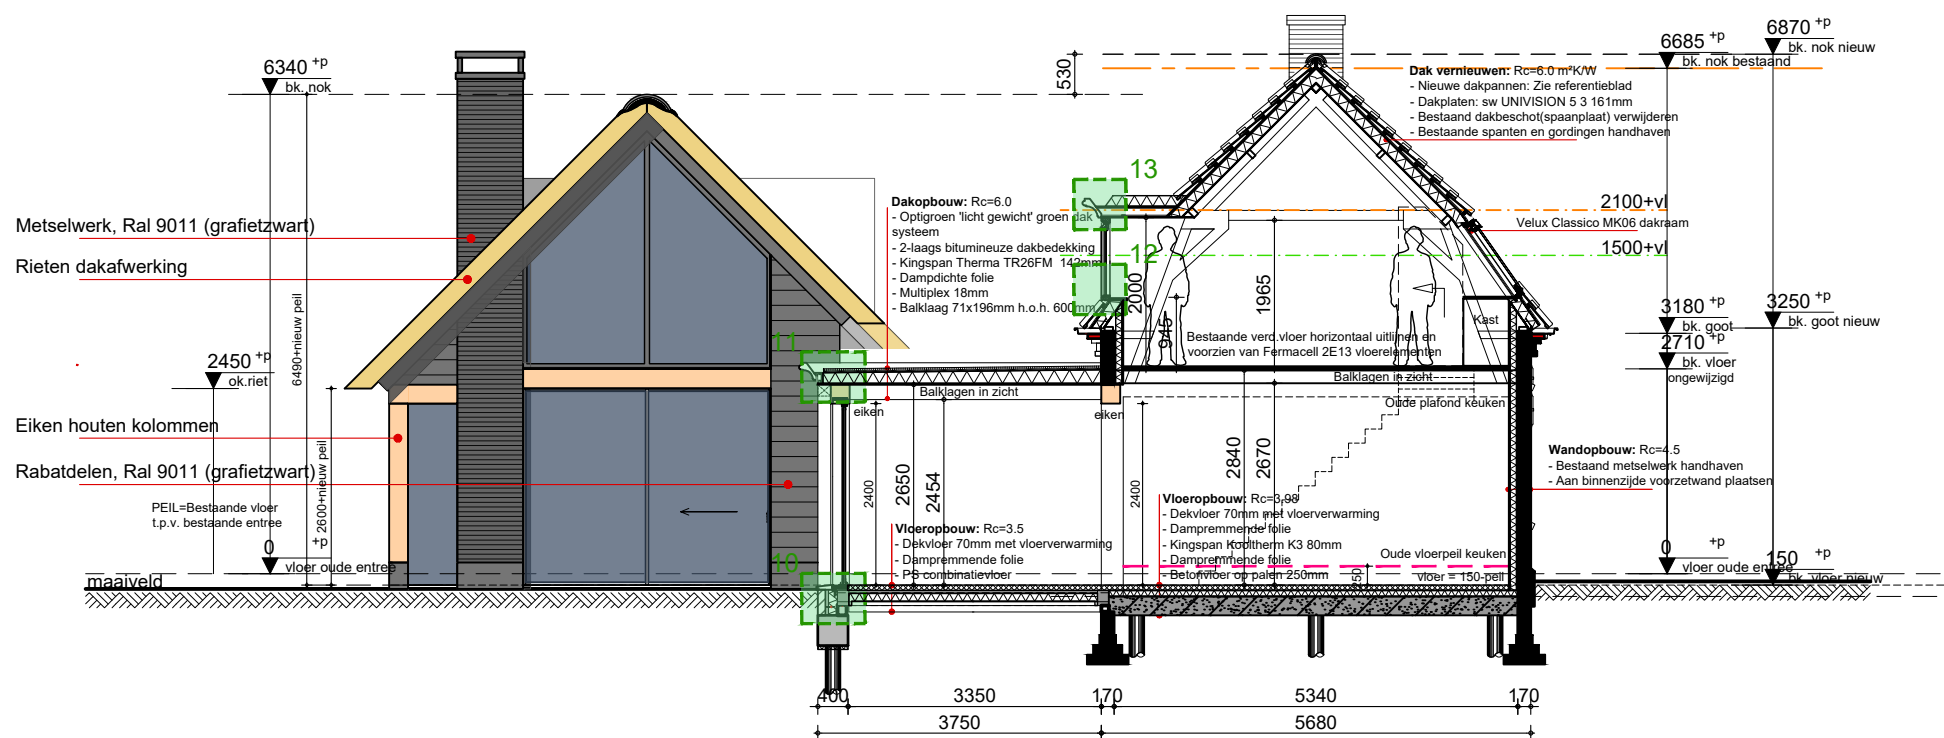 6340 +p
bk. nok
Metselwerk, Ral 9011 (grafietzwart)
Rieten dakafwerking
2450 +p
ok.riet
Eiken houten kolommen
Rabatdelen, Ral 9011 (grafietzwart)
PEIL=Bestaande vloer
t.p.v. bestaande entree
0
+p
vloer oude entree
maaiveld
6490+nieuw peil
2600+nieuw peil
530
Dakopbouw: Rc=6.0
- Optigroen 'licht gewicht' groen dak
systeem
- 2-laags bitumineuze dakbedekking
- Kingspan Therma TR26FM 142mm
- Dampdichte folie
- Multiplex 18mm
- Balklaag 71x196mm h.o.h. 600mm
13
12
11
10
2000
945
1965
Dak vernieuwen: Rc=6.0 m²K/W
- Nieuwe dakpannen: Zie referentieblad
- Dakplaten: sw UNIVISION 5 3 161mm
- Bestaand dakbeschot(spaanplaat) verwijderen
- Bestaande spanten en gordingen handhaven
6685 +p
bk. nok bestaand
6870 +p
bk. nok nieuw
2100+vl
Velux Classico MK06 dakraam
1500+vl
3180 +p
bk. goot
3250 +p
bk. goot nieuw
2710 +p
bk. vloer
ongewijzigd
Kast
Bestaande verd.vloer horizontaal uitlijnen en
voorzien van Fermacell 2E13 vloerelementen
Balklagen in zicht
Balklagen in zicht
Oude plafond keuken
eiken
eiken
2400
2650
2454
2400
2840
2670
Wandopbouw: Rc=4.5
- Bestaand metselwerk handhaven
- Aan binnenzijde voorzetwand plaatsen
Vloeropbouw: Rc=3.5
- Dekvloer 70mm met vloerverwarming
- Dampremmende folie
- PS combinatievloer
Vloeropbouw: Rc=3.98
- Dekvloer 70mm met vloerverwarming
- Dampremmende folie
- Kingspan Kooltherm K3 80mm
- Dampremmende folie
- Betonvloer op palen 250mm
Oude vloerpeil keuken
250
vloer = 150-peil
0 +p
vloer oude entree
150 +p
bk. vloer nieuw
400
3350
170
5340
170
3750
5680